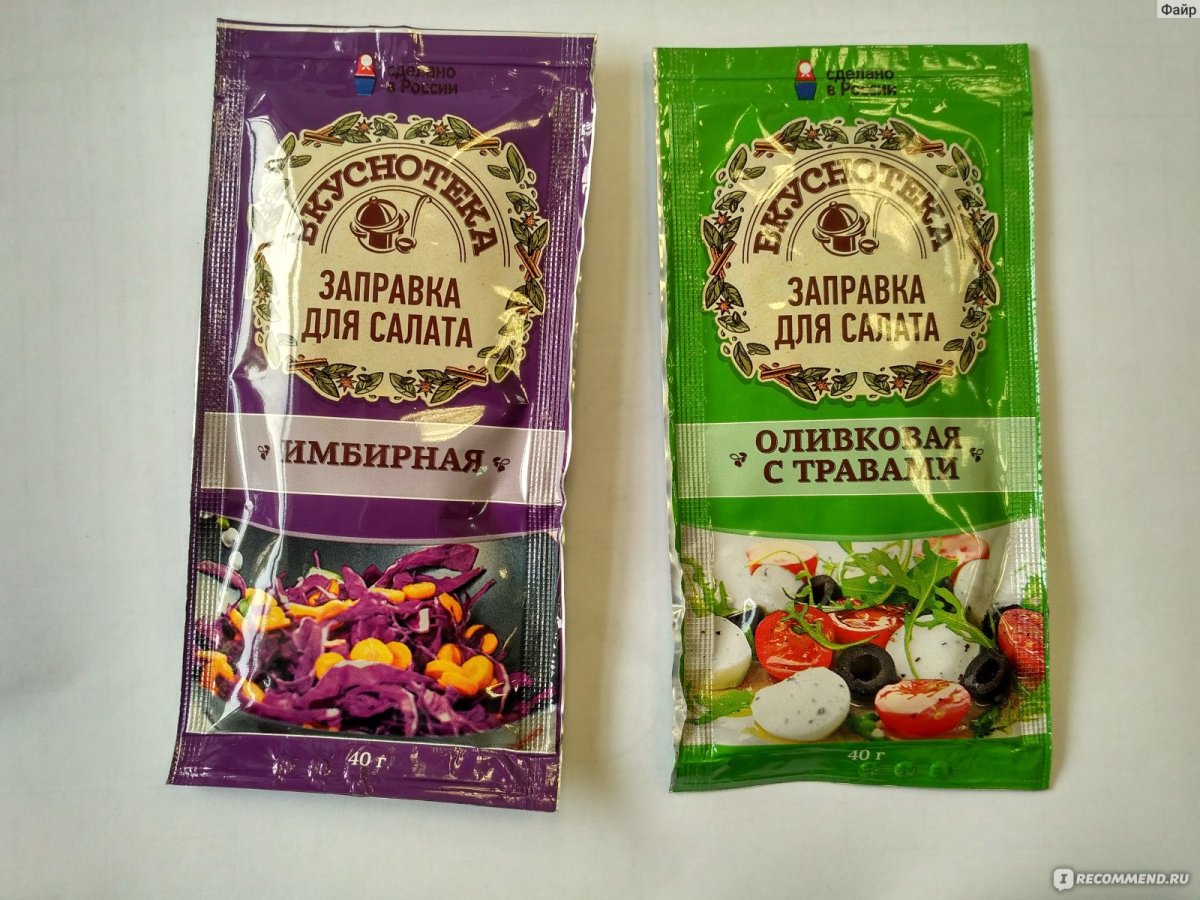 Файр
сделано
в России
ВКУСНОТЕКА
ЗАПРАВКА
ДЛЯ САЛАТА
ИМБИРНАЯ
40 г
сделано
в России
ВКУСНОТЕКА
ЗАПРАВКА
ДЛЯ САЛАТА
ОЛИВКОВАЯ
С ТРАВАМИ
40 г
IRECOMMEND.RU